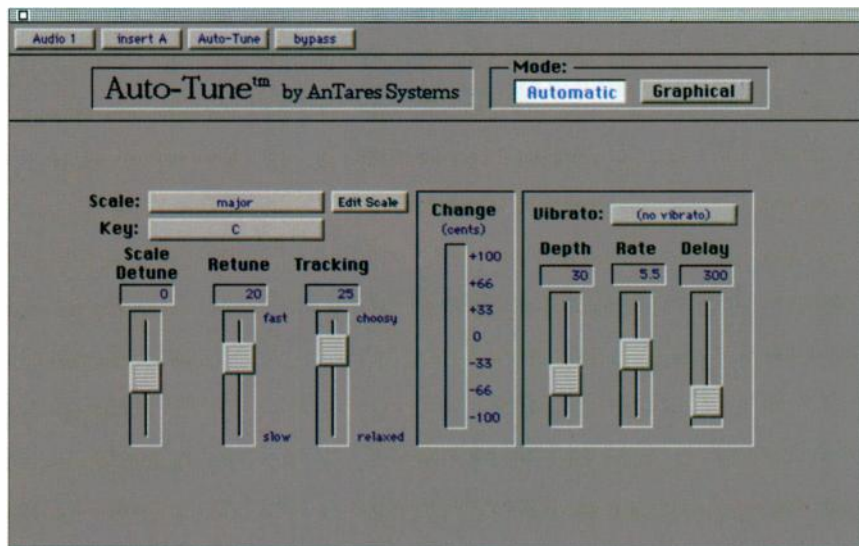 Audio 1 insert A Auto-Tune bypass
Auto-Tune™ by AnTares Systems
Mode:
Automatic Graphical
Scale: major Edit Scale
Key: C
Scale Detune Retune Tracking
0 20 25
fast choosy
slow relaxed
Change
(cents)
+100
+66
+33
0
-33
-66
-100
Vibrato: (no vibrato)
Depth Rate Delay
30 5.5 300